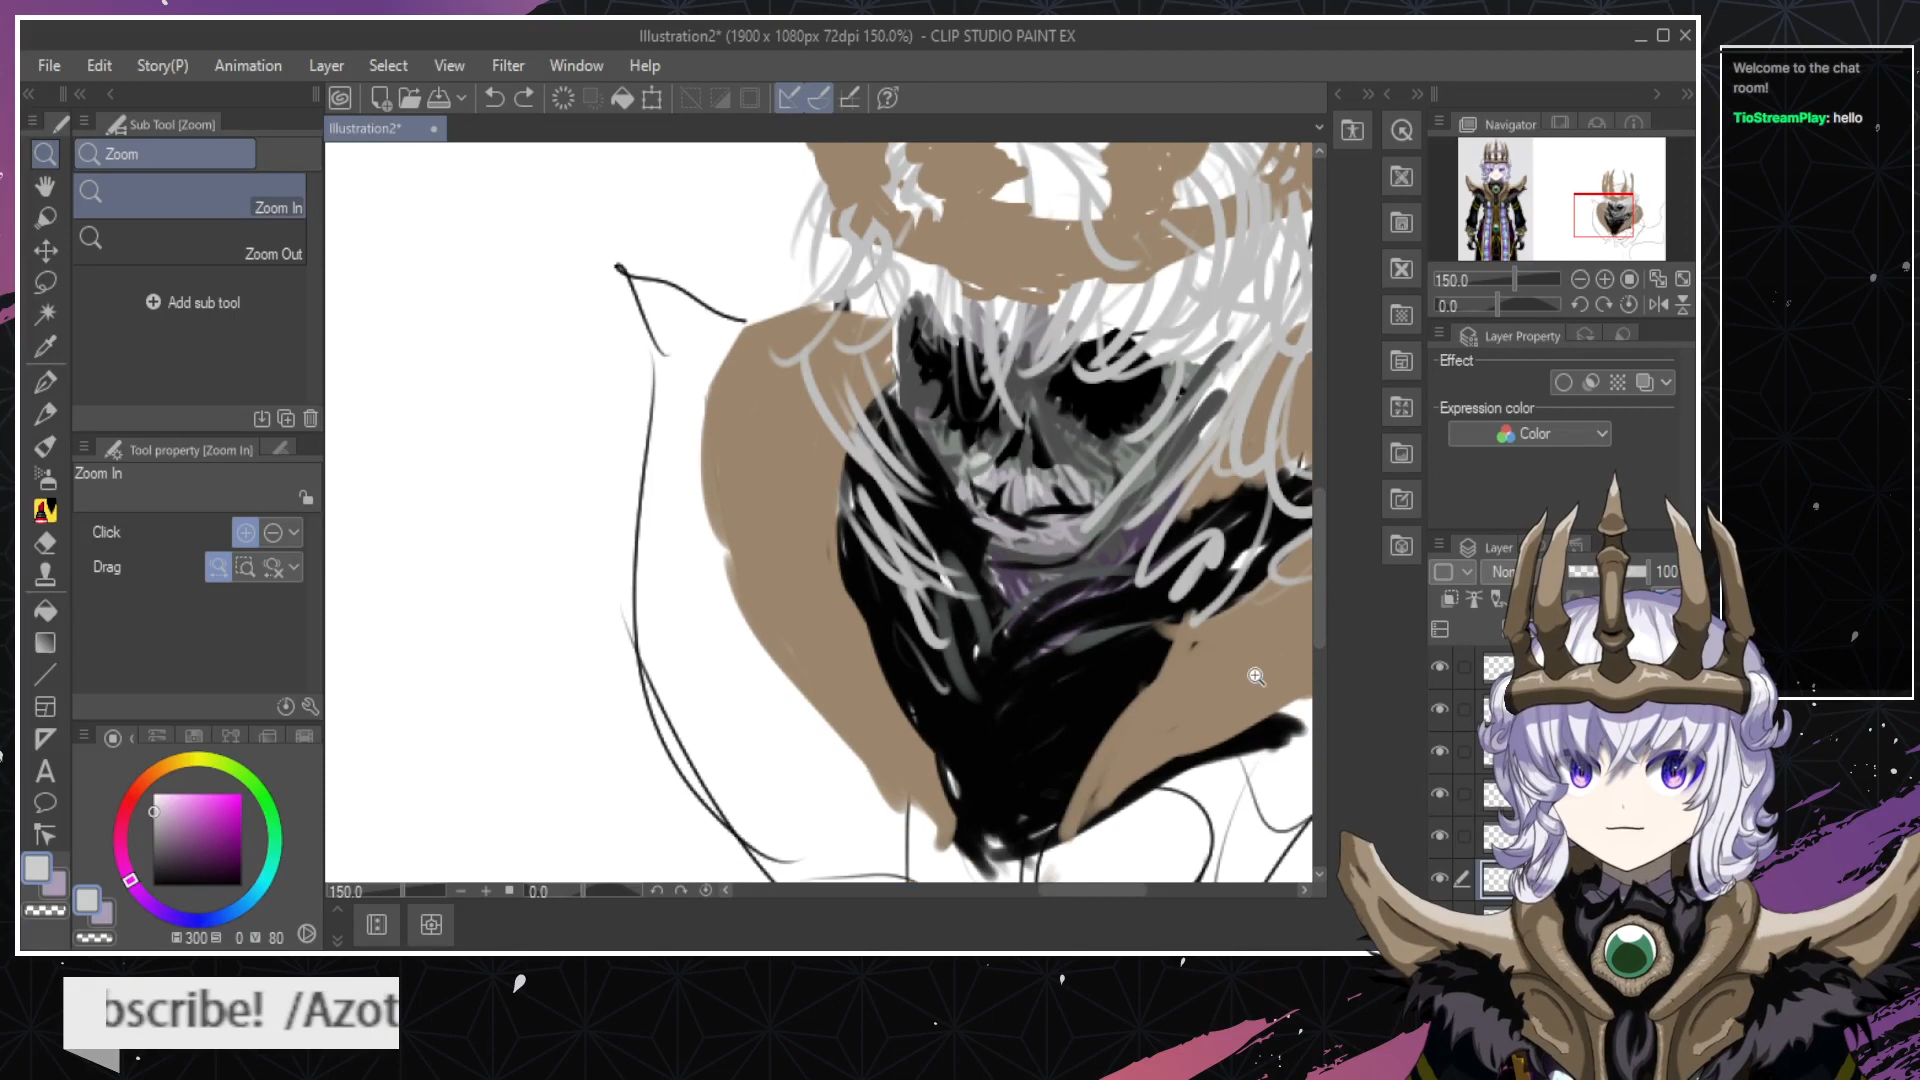 Illustration2* (1900 x 1080px 72dpi 150.0%) - CLIP STUDIO PAINT EX
File Edit Story(P) Animation Layer Select View Filter Window Help
Sub Tool [Zoom]
Illustration2*
Zoom
Zoom In
Zoom Out
Add sub tool
Tool property [Zoom In]
Zoom In
Click
Drag
300 0 80
150.0 0.0
Navigator
150.0
0.0
Layer Property
Effect
Expression color
Color
Layer
100
Welcome to the chat
room!
TioStreamPlay: hello
bscribe! /Azot